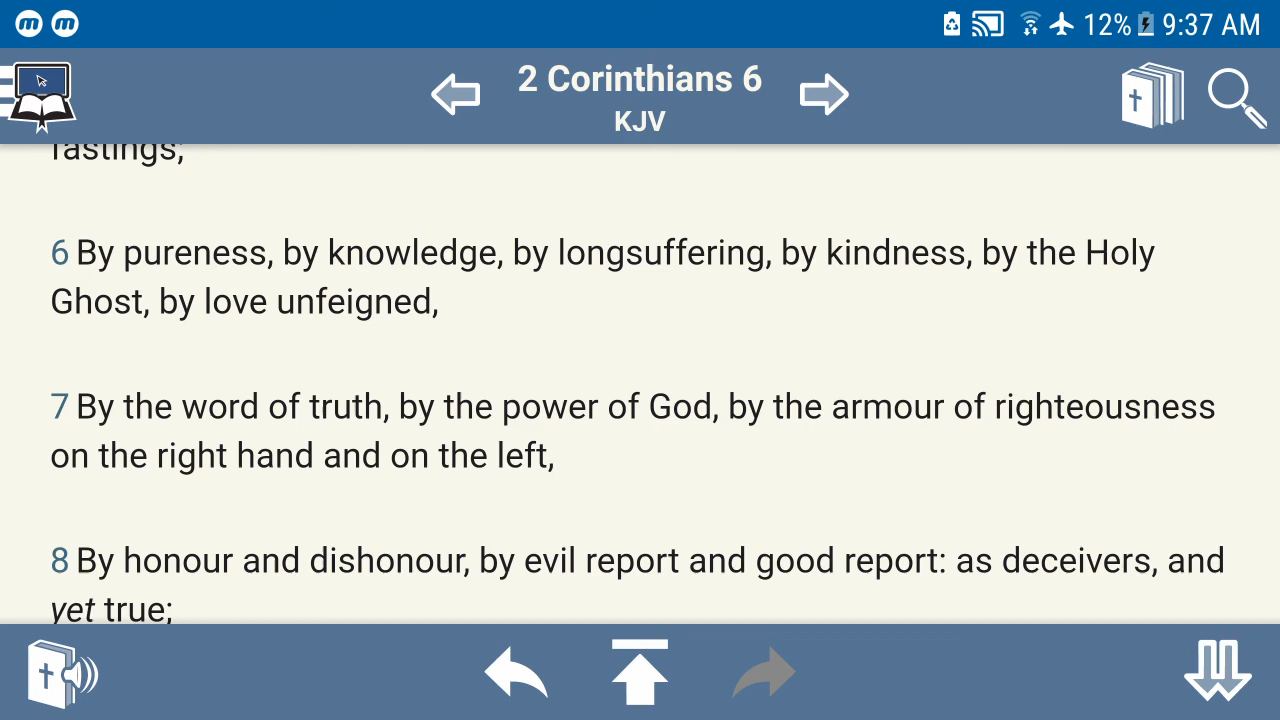 12% 9:37 AM
2 Corinthians 6
KJV
fastings;
6 By pureness, by knowledge, by longsuffering, by kindness, by the Holy
Ghost, by love unfeigned,
7 By the word of truth, by the power of God, by the armour of righteousness
on the right hand and on the left,
8 By honour and dishonour, by evil report and good report: as deceivers, and
yet true;